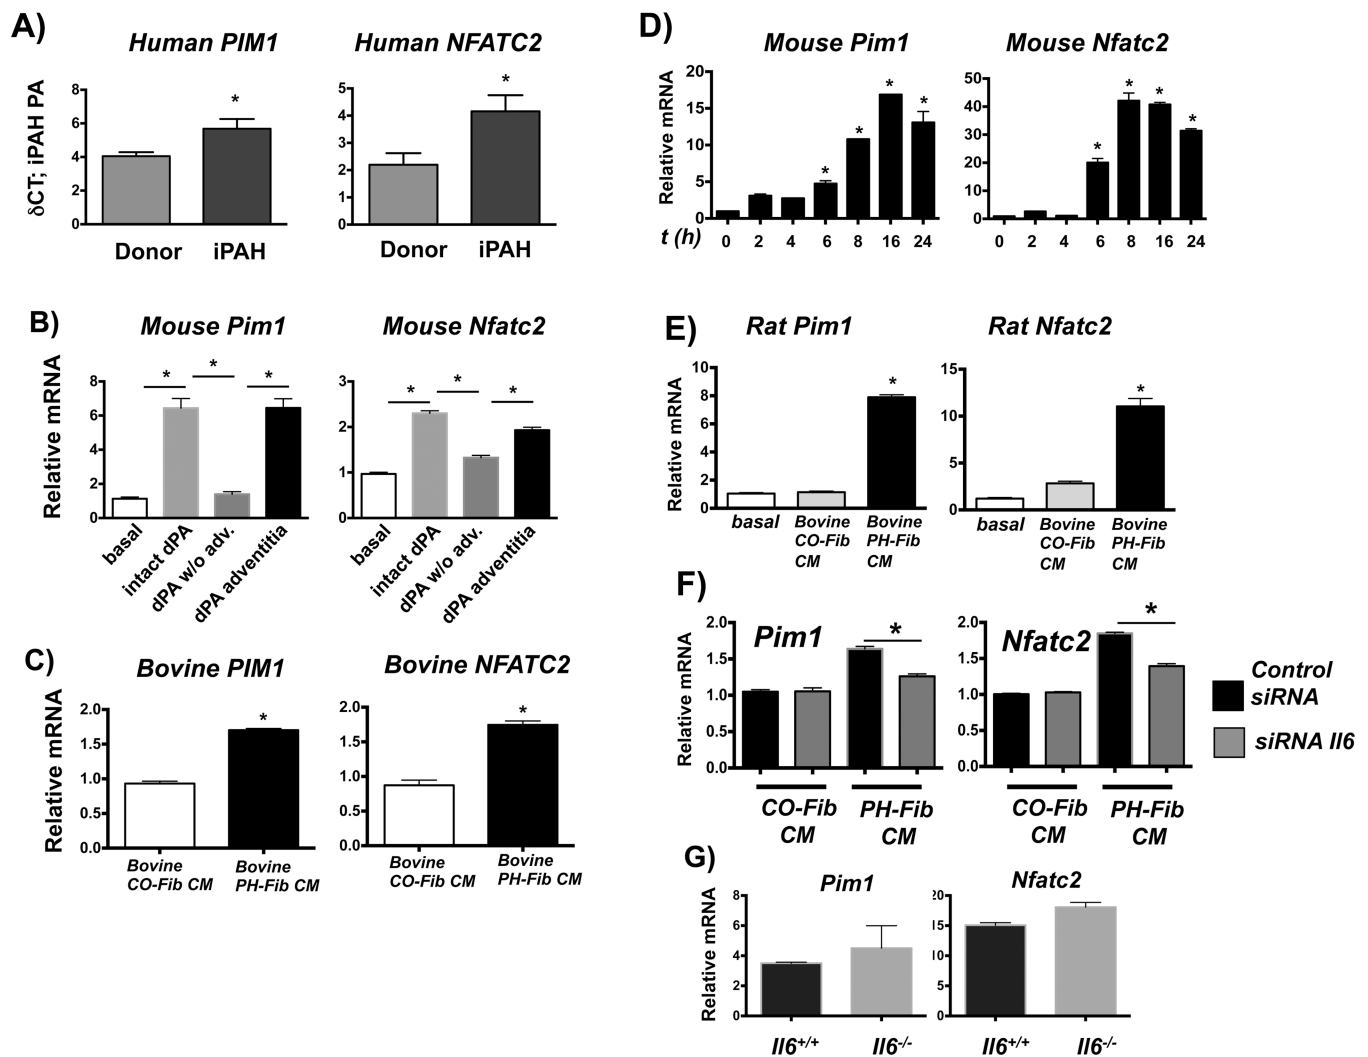 A)
Human PIM1
Human NFATC2
δCT; iPAH PA
8
6
4
2
0
Donor
iPAH
*
5
4
3
2
1
0
Donor
iPAH
*
B)
Mouse Pim1
Mouse Nfatc2
Relative mRNA
8
6
4
2
0
* * *
basal
intact dPA
dPA w/o adv.
dPA adventitia
3
2
1
0
* * *
basal
intact dPA
dPA w/o adv.
dPA adventitia
C)
Bovine PIM1
Bovine NFATC2
Relative mRNA
2.0
1.5
1.0
0.5
0.0
*
Bovine
CO-Fib CM
Bovine
PH-Fib CM
2.0
1.5
1.0
0.5
0.0
*
Bovine
CO-Fib CM
Bovine
PH-Fib CM
D)
Mouse Pim1
Mouse Nfatc2
Relative mRNA
20
15
10
5
0
* * * *
t (h)
0 2 4 6 8 16 24
50
40
30
20
10
0
* * * *
0 2 4 6 8 16 24
E)
Rat Pim1
Rat Nfatc2
Relative mRNA
10
8
6
4
2
0
*
basal
Bovine
CO-Fib
CM
Bovine
PH-Fib
CM
15
10
5
0
*
basal
Bovine
CO-Fib
CM
Bovine
PH-Fib
CM
F)
Pim1
Nfatc2
Relative mRNA
2.0
1.5
1.0
0.5
0.0
*
CO-Fib
CM
PH-Fib
CM
2.0
1.5
1.0
0.5
0.0
*
CO-Fib
CM
PH-Fib
CM
Control
siRNA
siRNA Il6
G)
Pim1
Nfatc2
Relative mRNA
8
6
4
2
0
Il6+/+
Il6-/-
20
15
10
5
0
Il6+/+
Il6-/-